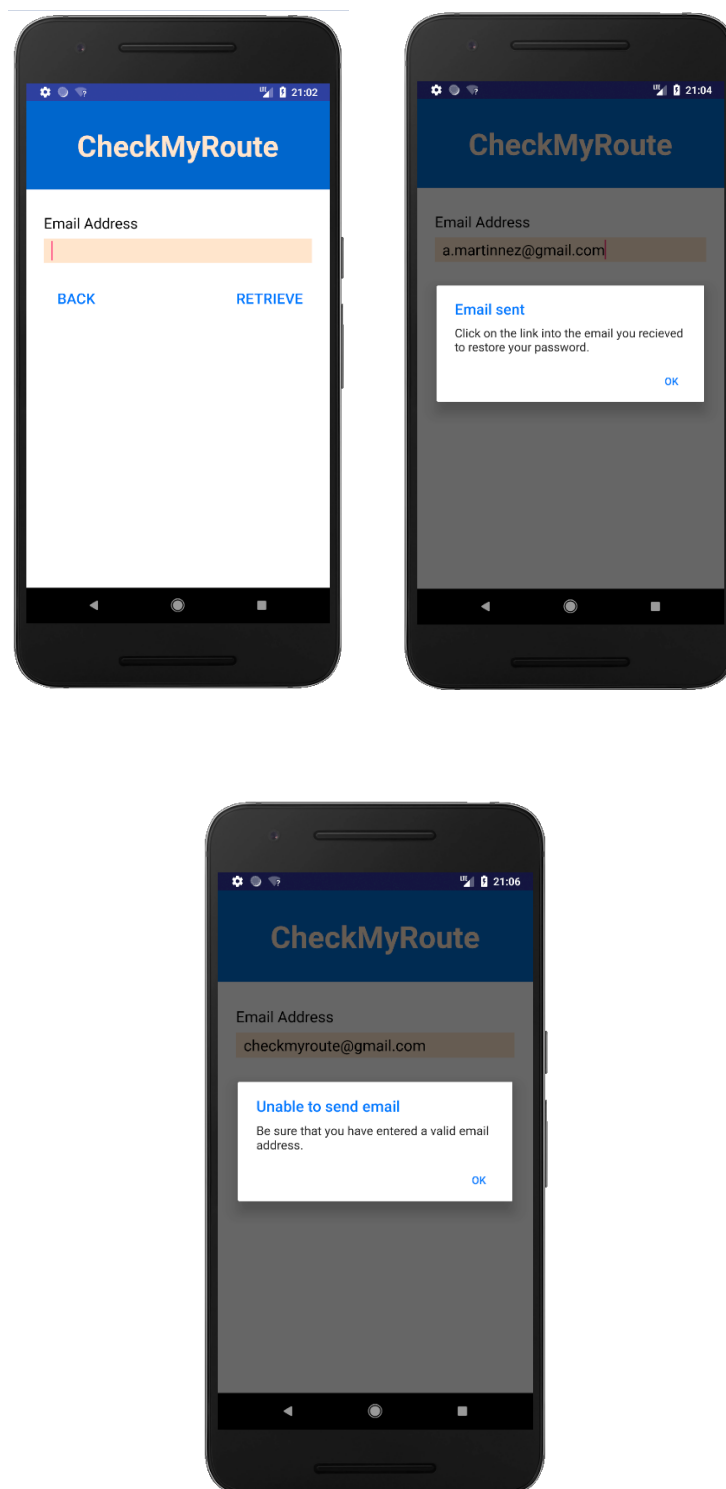 21:02
CheckMyRoute
Email Address
BACK RETRIEVE
21:04
CheckMyRoute
Email Address
a.martinnez@gmail.com
Email sent
Click on the link into the email you recieved
to restore your password.
OK
21:06
CheckMyRoute
Email Address
checkmyroute@gmail.com
Unable to send email
Be sure that you have entered a valid email
address.
OK